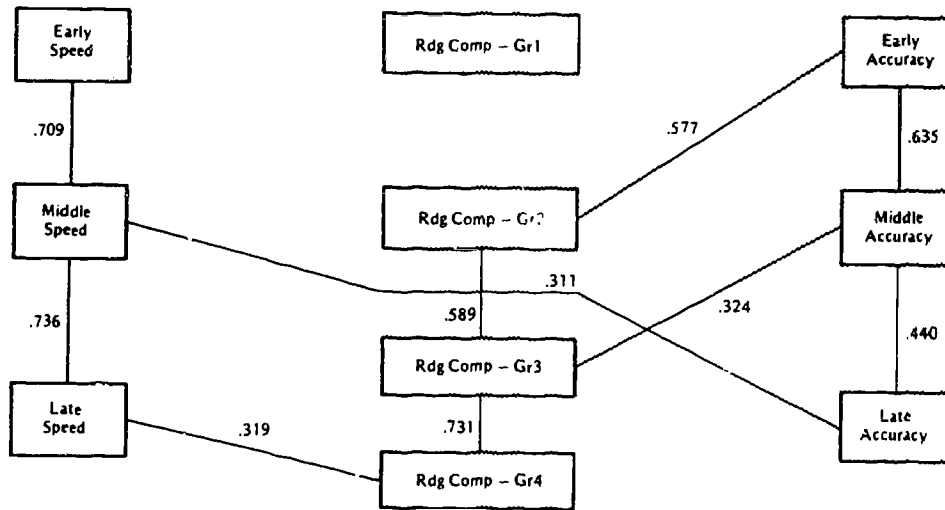 Early
Speed
Rdg Comp – Gr1
Early
Accuracy
.709
.577
.635
Middle
Speed
Rdg Comp – Gr2
Middle
Accuracy
.311
.736
.589
.324
.440
Rdg Comp – Gr3
Late
Speed
.319
.731
Late
Accuracy
Rdg Comp – Gr4